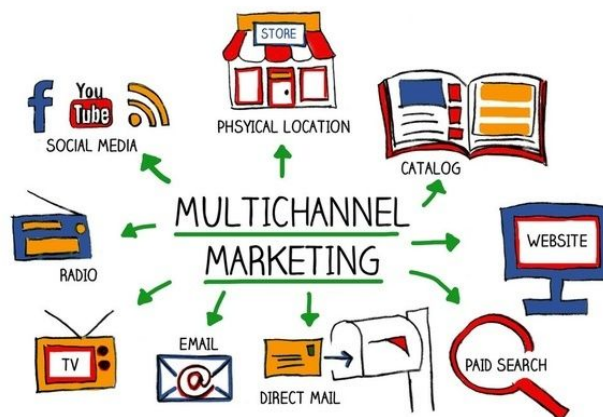 STORE
PHSYICAL LOCATION
f
You
Tube
SOCIAL MEDIA
CATALOG
MULTICHANNEL
MARKETING
RADIO
WEBSITE
TV
EMAIL
@
DIRECT MAIL
PAID SEARCH